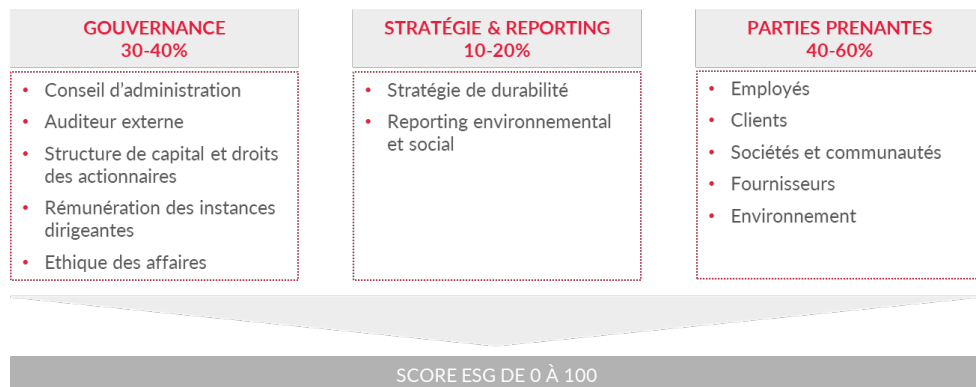 GOUVERNANCE
30-40%
• Conseil d’administration
• Auditeur externe
• Structure de capital et droits
des actionnaires
• Rémunération des instances
dirigeantes
• Ethique des affaires
STRATÉGIE & REPORTING
10-20%
• Stratégie de durabilité
• Reporting environnemental
et social
PARTIES PRENANTES
40-60%
• Employés
• Clients
• Sociétés et communautés
• Fournisseurs
• Environnement
SCORE ESG DE 0 À 100